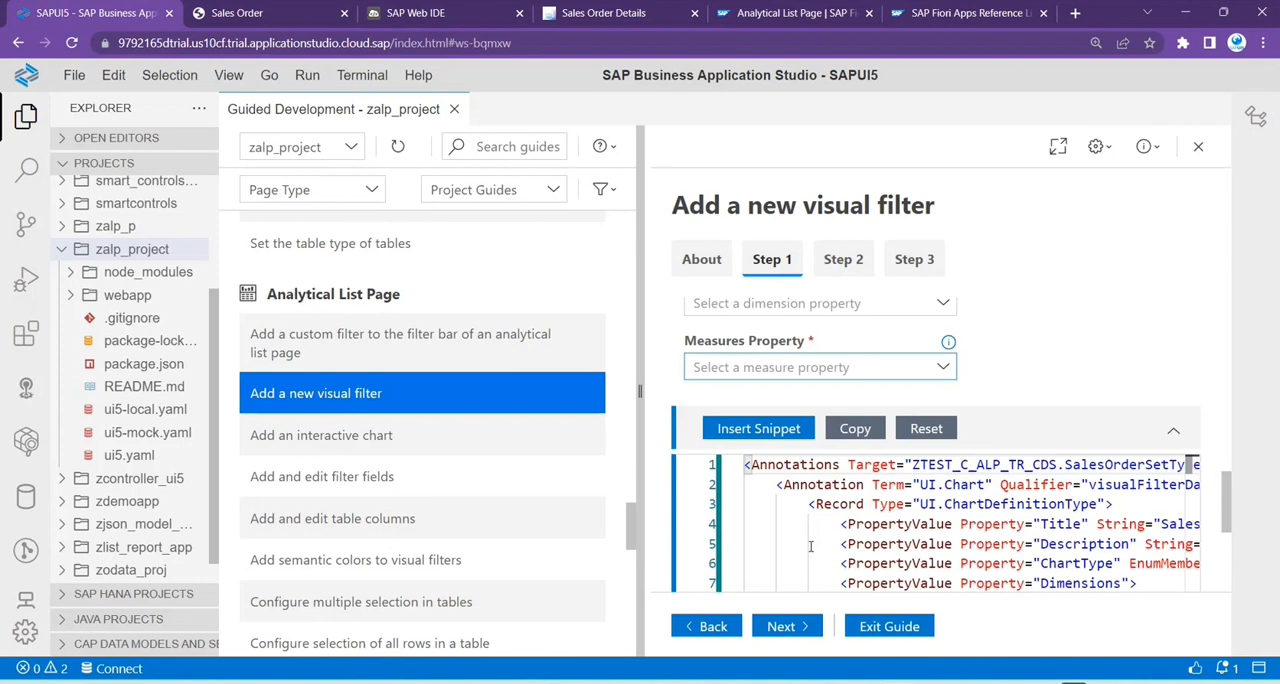 SAPUI5 - SAP Business App
Sales Order
SAP Web IDE
Sales Order Details
Analytical List Page | SAP Fi
SAP Fiori Apps Reference Li
9792165dtrial.us10cf.trial.applicationstudio.cloud.sap/index.html#ws-bqmxw
File Edit Selection View Go Run Terminal Help
SAP Business Application Studio - SAPUI5
EXPLORER
OPEN EDITORS
PROJECTS
smart_controls...
smartcontrols
zalp_p
zalp_project
node_modules
webapp
.gitignore
package-lock...
package.json
README.md
ui5-local.yaml
ui5-mock.yaml
ui5.yaml
zcontroller_ui5
zdemoapp
zjson_model_...
zlist_report_app
zodata_proj
SAP HANA PROJECTS
JAVA PROJECTS
CAP DATA MODELS AND SE
Guided Development - zalp_project
zalp_project
Search guides
Page Type
Project Guides
Set the table type of tables
Analytical List Page
Add a custom filter to the filter bar of an analytical
list page
Add a new visual filter
Add an interactive chart
Add and edit filter fields
Add and edit table columns
Add semantic colors to visual filters
Configure multiple selection in tables
Configure selection of all rows in a table
Add a new visual filter
About Step 1 Step 2 Step 3
Select a dimension property
Measures Property *
Select a measure property
Insert Snippet Copy Reset
1 <Annotations Target="ZTEST_C_ALP_TR_CDS.SalesOrderSetType
2 <Annotation Term="UI.Chart" Qualifier="visualFilterDa
3 <Record Type="UI.ChartDefinitionType">
4 <PropertyValue Property="Title" String="Sales
5 <PropertyValue Property="Description" String=
6 <PropertyValue Property="ChartType" EnumMembe
7 <PropertyValue Property="Dimensions">
Back Next Exit Guide
0 2 Connect
1